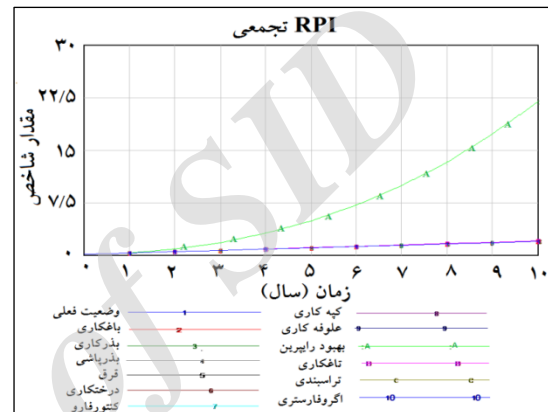 RPI تجمعی
مقدار شاخص
۳۰
۲۲/۵
۱۵
۷/۵
۰
۰ ۱ ۲ ۳ ۴ ۵ ۶ ۷ ۸ ۹ ۱۰
زمان (سال)
وضعیت فعلی
باغکاری
بذرکاری
بذرپاشی
قرق
درختکاری
کنتورفارو
کپه کاری
علوفه کاری
بهبود رایپرین
تاغکاری
تراسبندی
اگروفارستری
of SID